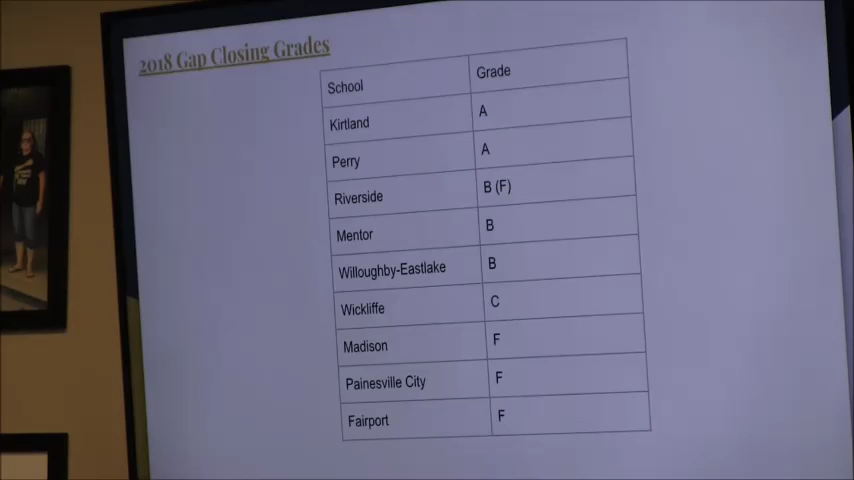 2018 Gap Closing Grades
School Grade
Kirtland A
Perry A
Riverside B (F)
Mentor B
Willoughby-Eastlake B
Wickliffe C
Madison F
Painesville City F
Fairport F